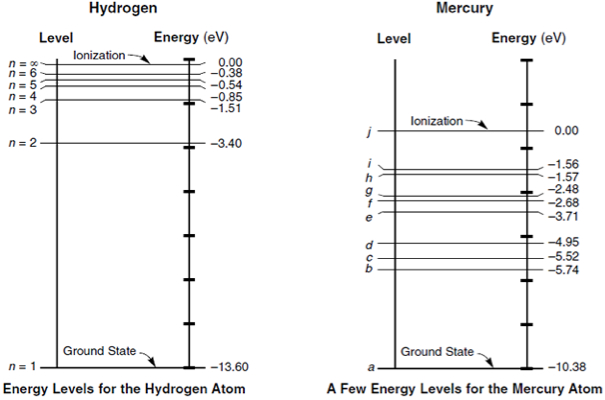 Hydrogen
Level Energy (eV)
Ionization
n = ∞ 0.00
n = 6 −0.38
n = 5 −0.54
n = 4 −0.85
n = 3 −1.51
n = 2 −3.40
Ground State
n = 1 −13.60
Energy Levels for the Hydrogen Atom
Mercury
Level Energy (eV)
Ionization
j 0.00
i −1.56
h −1.57
g −2.48
f −2.68
e −3.71
d −4.95
c −5.52
b −5.74
Ground State
a −10.38
A Few Energy Levels for the Mercury Atom